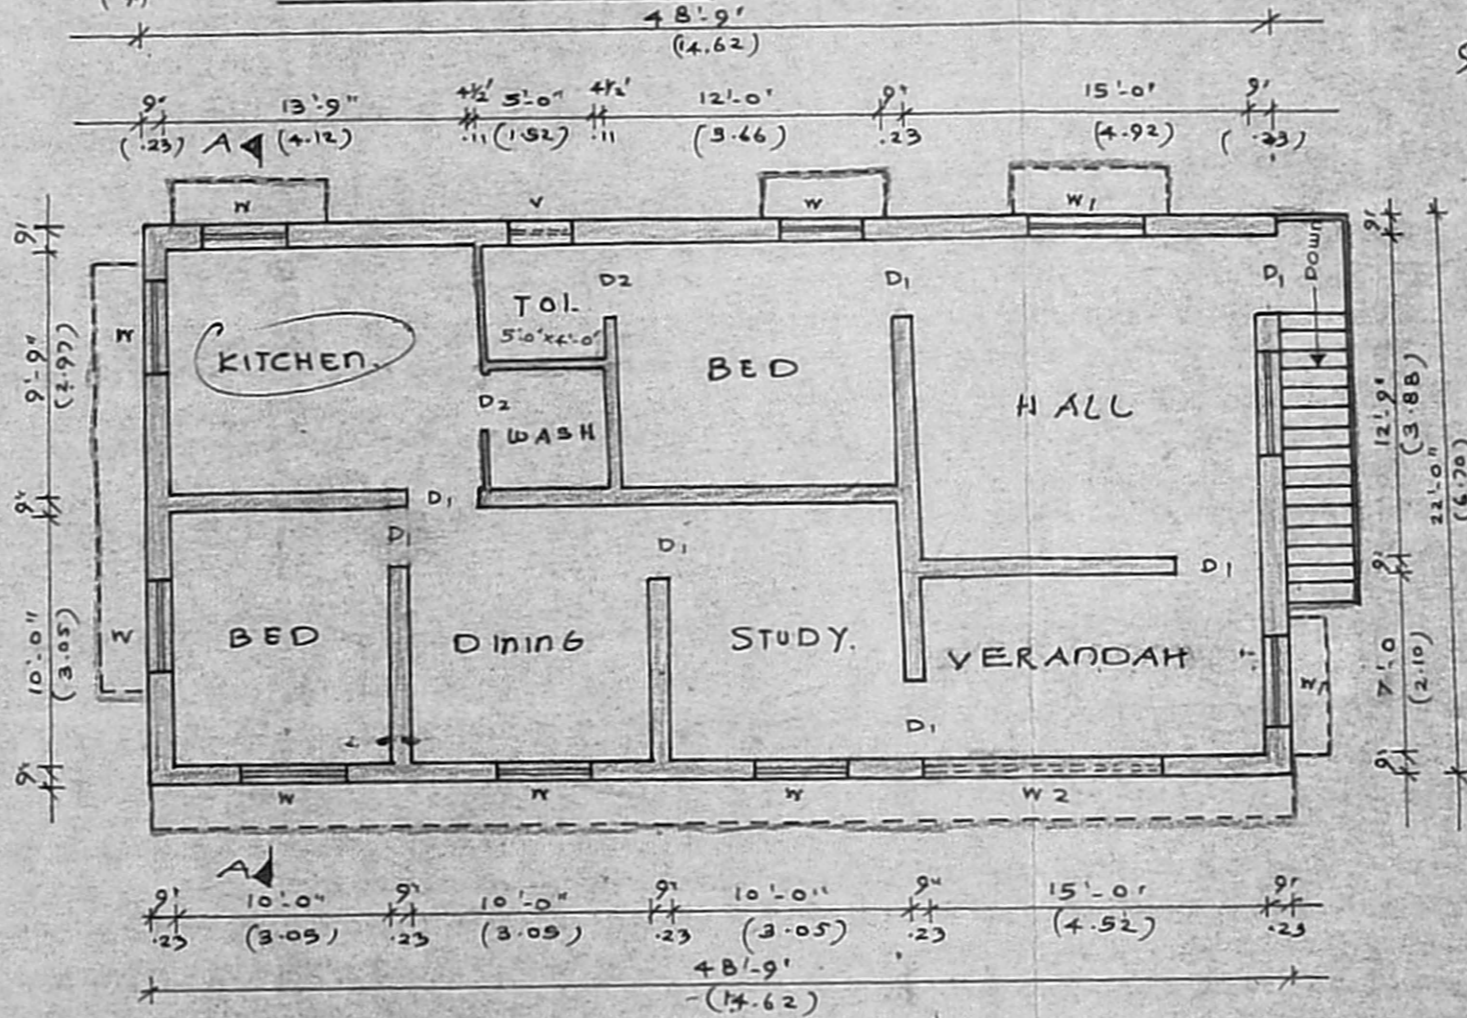 48'-9"
(14.62)
9" 13'-9" 4½' 5'-0" 4½' 12'-0" 9" 15'-0" 9"
(.23) A (4.12) .11 (1.52) .11 (3.66) .23 (4.92) (.23)
W V W W1
D2 D1 D1 Down
TOI.
5'-0"x4'-0"
KITCHEN.
BED
HALL
W
D2
WASH
D1
D1 D1
D1
BED DINING STUDY. VERANDAH
W
W1
D1
W W W W2
A
9" 10'-0" 9" 10'-0" 9" 10'-0" 9" 15'-0" 9"
.23 (3.05) .23 (3.05) .23 (3.05) .23 (4.52) .23
48'-9"
(14.62)
9"
9'-9"
(2.97)
9"
10'-0"
(3.05)
9"
9"
12'-9"
(3.88)
9"
7'-0
(2.10)
9"
22'-0"
(6.70)